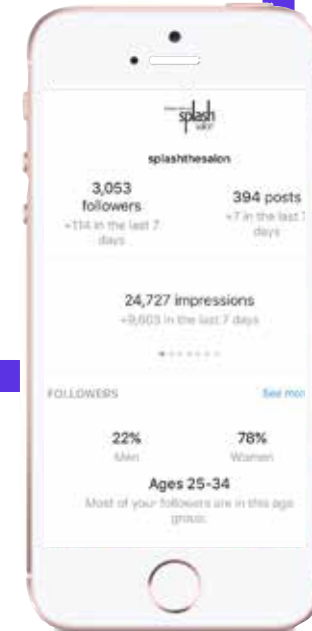 splash
salon
splashthesalon
3,053
followers
+114 in the last 7
days
394 posts
+7 in the last 7
days
24,727 impressions
+9,603 in the last 7 days
FOLLOWERS
See mor
22%
Men
78%
Women
Ages 25-34
Most of your followers are in this age
group.